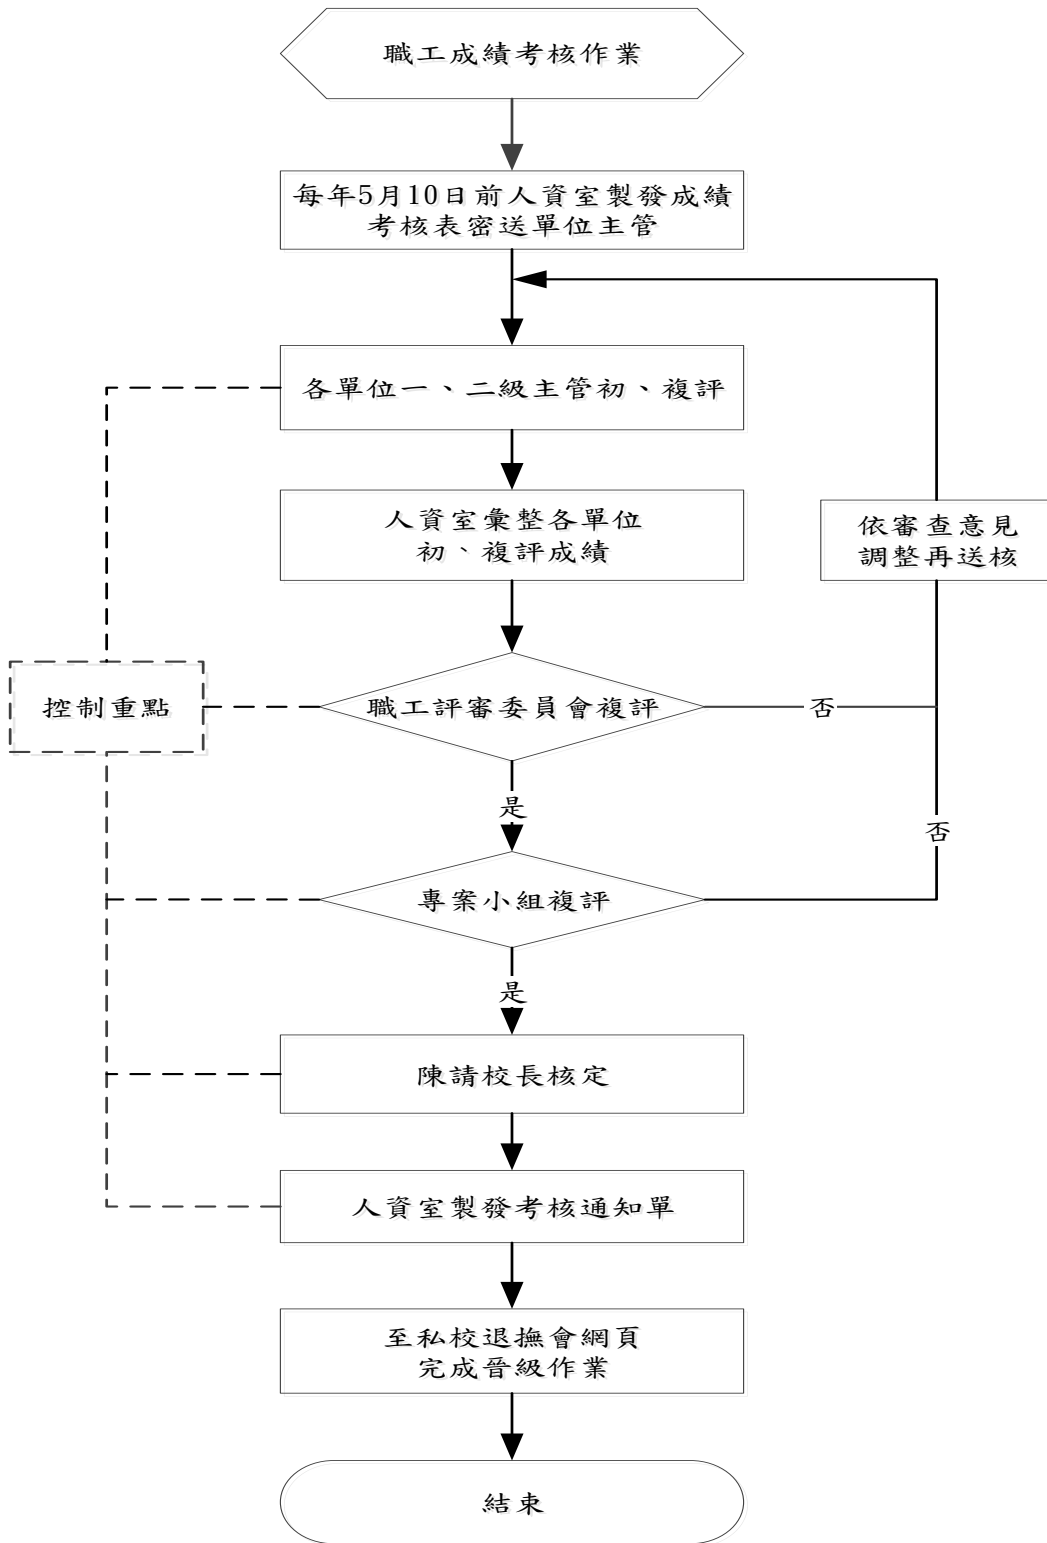 職工成績考核作業
每年5月10日前人資室製發成績
考核表密送單位主管
各單位一、二級主管初、複評
人資室彙整各單位
初、複評成績
依審查意見
調整再送核
控制重點
職工評審委員會複評
否
是
否
專案小組複評
是
陳請校長核定
人資室製發考核通知單
至私校退撫會網頁
完成晉級作業
結束